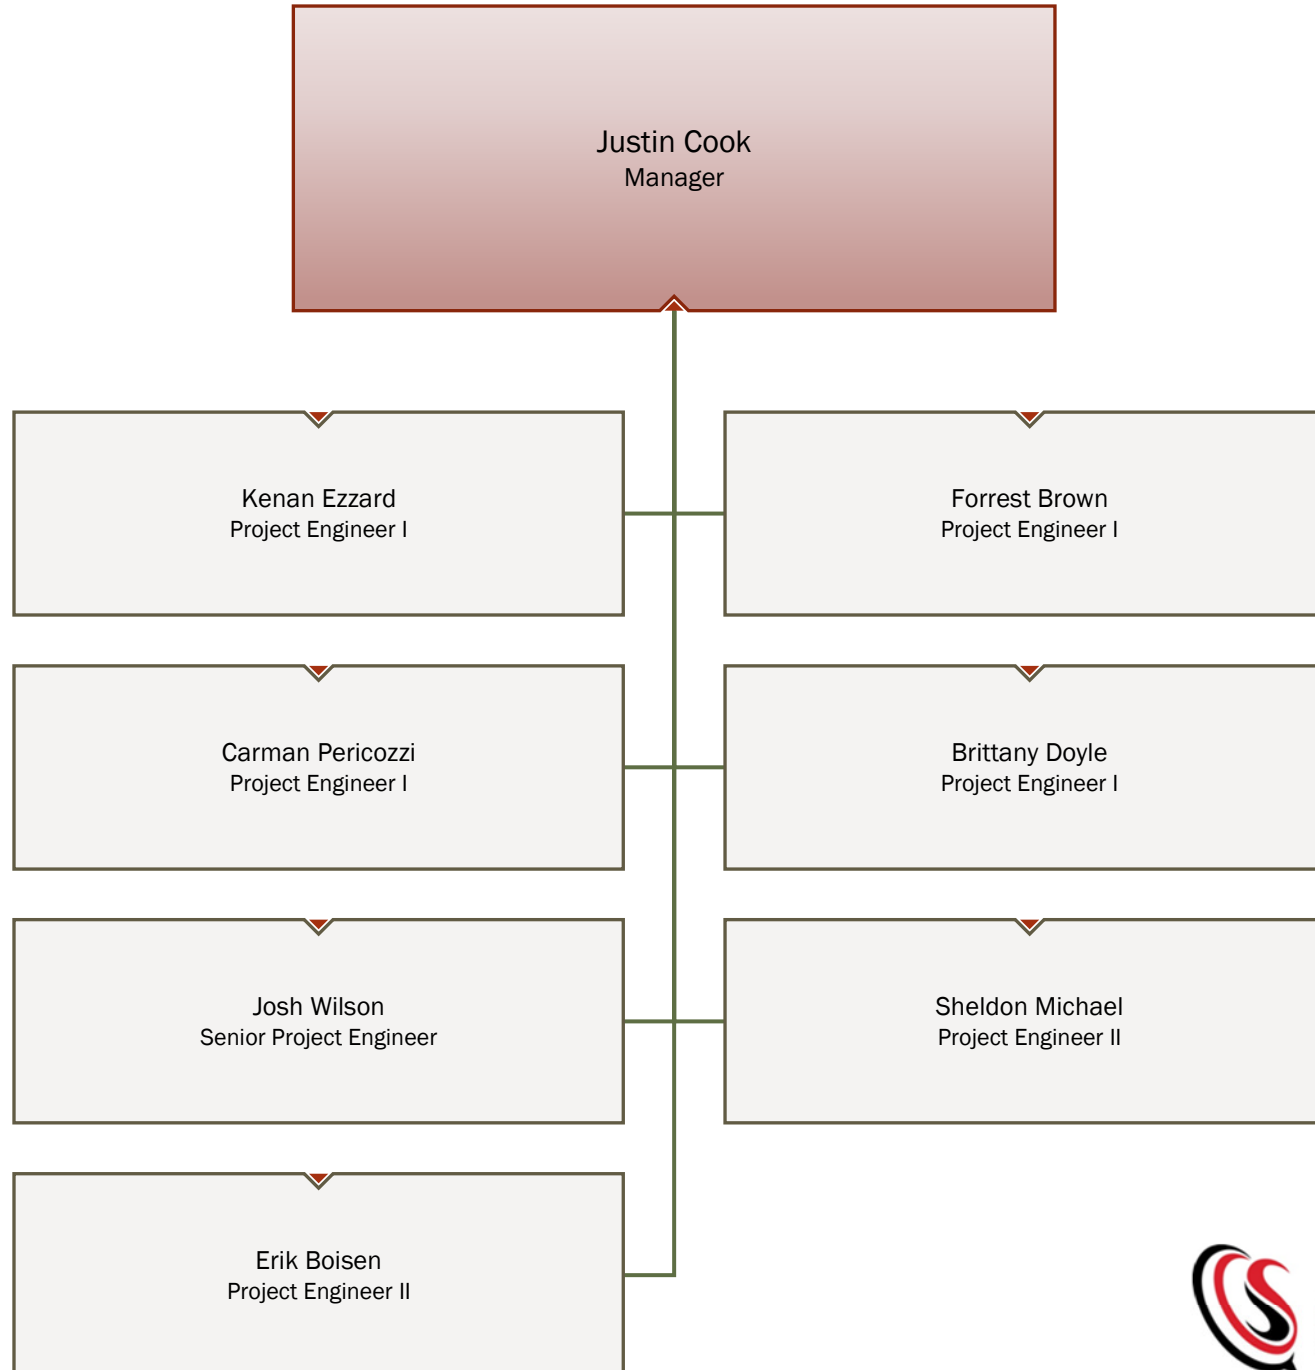 Justin Cook
Manager
Kenan Ezzard
Project Engineer I
Forrest Brown
Project Engineer I
Carman Pericozzi
Project Engineer I
Brittany Doyle
Project Engineer I
Josh Wilson
Senior Project Engineer
Sheldon Michael
Project Engineer II
Erik Boisen
Project Engineer II